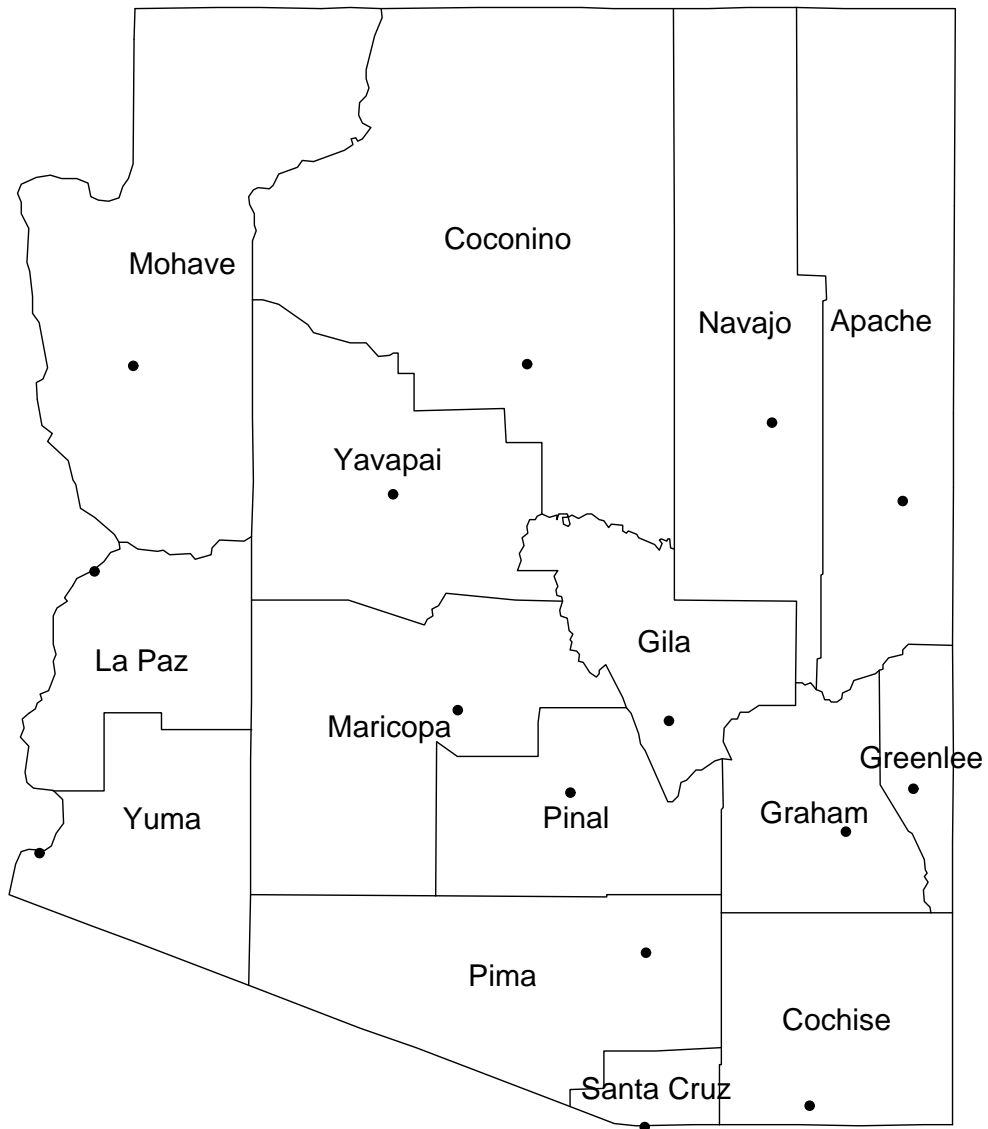 Coconino
Mohave
Navajo
Apache
Yavapai
Gila
La Paz
Maricopa
Greenlee
Graham
Pinal
Yuma
Pima
Cochise
Santa Cruz